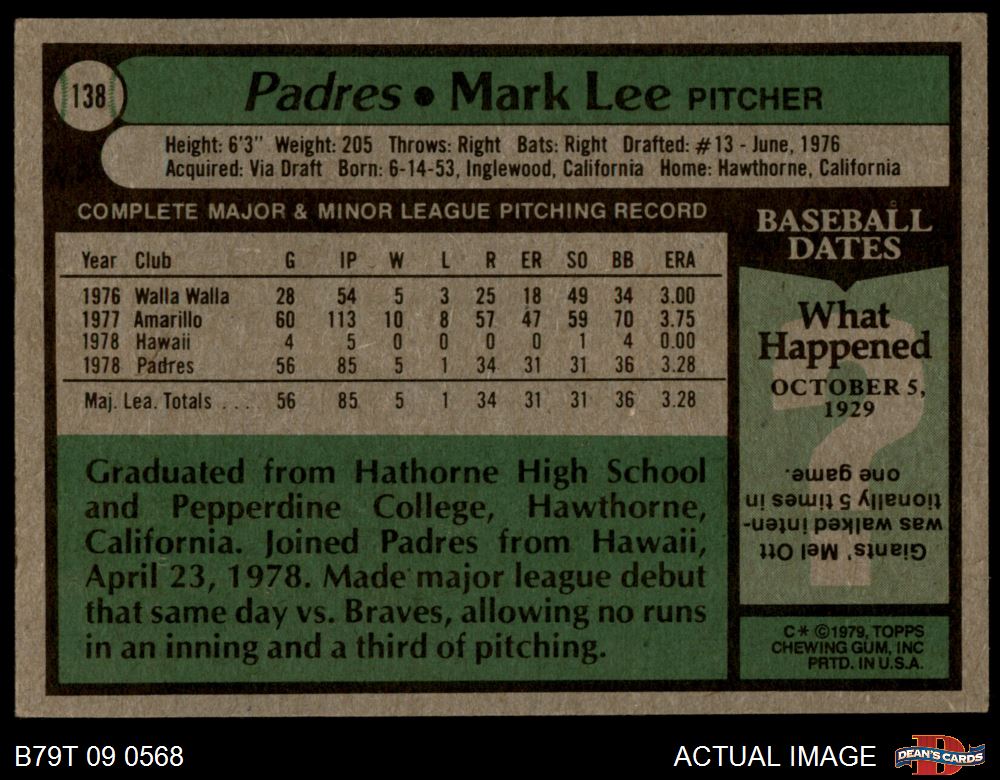 138
Padres • Mark Lee PITCHER
Height: 6'3" Weight: 205 Throws: Right Bats: Right Drafted: #13 - June, 1976
Acquired: Via Draft Born: 6-14-53, Inglewood, California Home: Hawthorne, California
COMPLETE MAJOR & MINOR LEAGUE PITCHING RECORD
Year Club G IP W L R ER SO BB ERA
1976 Walla Walla 28 54 5 3 25 18 49 34 3.00
1977 Amarillo 60 113 10 8 57 47 59 70 3.75
1978 Hawaii 4 5 0 0 0 0 1 4 0.00
1978 Padres 56 85 5 1 34 31 31 36 3.28
Maj. Lea. Totals . . . 56 85 5 1 34 31 31 36 3.28
Graduated from Hathorne High School
and Pepperdine College, Hawthorne,
California. Joined Padres from Hawaii,
April 23, 1978. Made major league debut
that same day vs. Braves, allowing no runs
in an inning and a third of pitching.
BASEBALL
DATES
What
Happened
OCTOBER 5,
1929
?
Giants' Mel Ott
was walked inten-
tionally 5 times in
one game.
C* ©1979, TOPPS
CHEWING GUM, INC
PRTD. IN U.S.A.
B79T 09 0568
ACTUAL IMAGE
D
DEAN'S CARDS